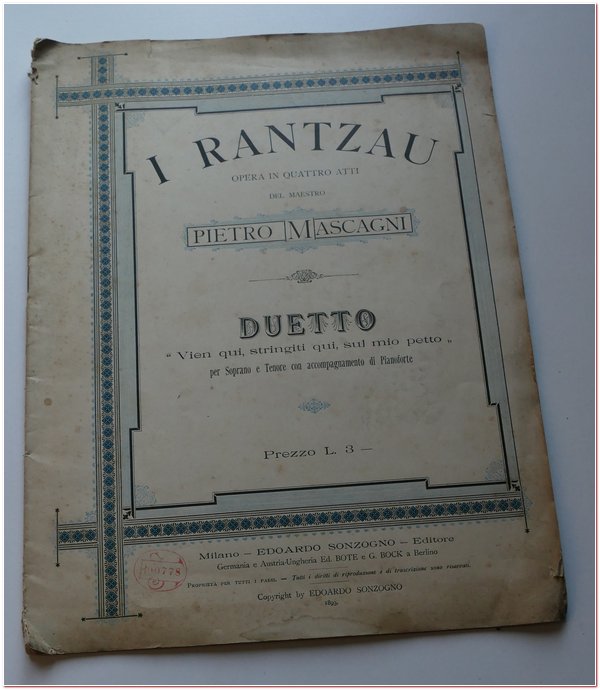 I RANTZAU
OPERA IN QUATTRO ATTI
DEL MAESTRO
PIETRO MASCAGNI
DUETTO
“ Vien qui, stringiti qui, sul mio petto „
per Soprano e Tenore con accompagnamento di Pianoforte
Prezzo L. 3 —
Milano — EDOARDO SONZOGNO — Editore
Germania e Austria-Ungheria Ed. BOTE e G. BOCK a Berlino
PROPRIETÀ PER TUTTI I PAESI. — Tutti i diritti di riproduzione e di trascrizione sono riservati.
Copyright by EDOARDO SONZOGNO
1893.